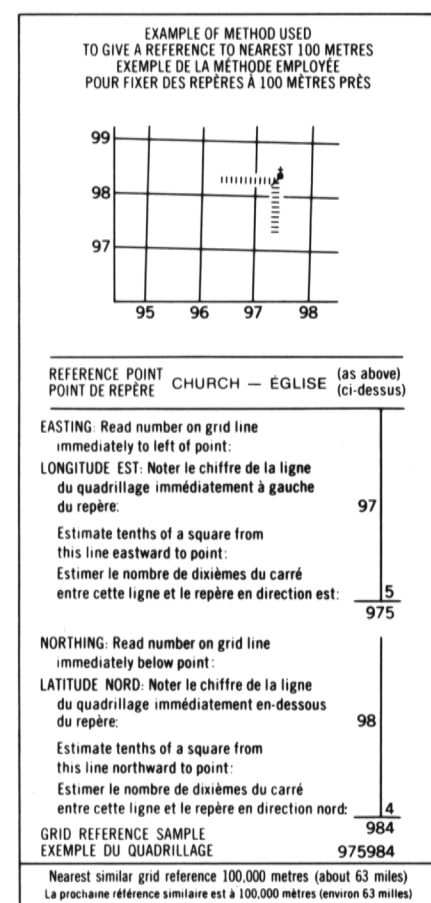 EXAMPLE OF METHOD USED
TO GIVE A REFERENCE TO NEAREST 100 METRES
EXEMPLE DE LA MÉTHODE EMPLOYÉE
POUR FIXER DES REPÈRES À 100 MÈTRES PRÈS
99
98
97
95 96 97 98
REFERENCE POINT
POINT DE REPÈRE
CHURCH — ÉGLISE
(as above)
(ci-dessus)
EASTING: Read number on grid line
immediately to left of point:
LONGITUDE EST: Noter le chiffre de la ligne
du quadrillage immédiatement à gauche
du repère: 97
Estimate tenths of a square from
this line eastward to point:
Estimer le nombre de dixièmes du carré
entre cette ligne et le repère en direction est: 5
975
NORTHING: Read number on grid line
immediately below point:
LATITUDE NORD: Noter le chiffre de la ligne
du quadrillage immédiatement en-dessous
du repère: 98
Estimate tenths of a square from
this line northward to point:
Estimer le nombre de dixièmes du carré
entre cette ligne et le repère en direction nord: 4
984
GRID REFERENCE SAMPLE
EXEMPLE DU QUADRILLAGE 975984
Nearest similar grid reference 100,000 metres (about 63 miles)
La prochaine référence similaire est à 100,000 mètres (environ 63 milles)